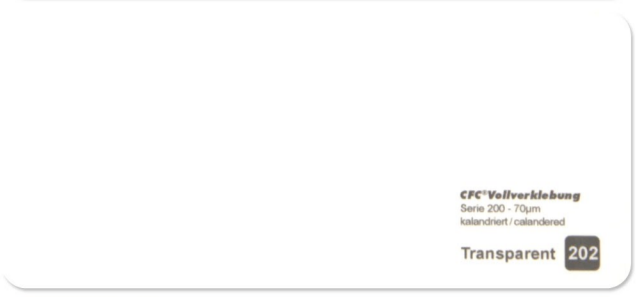 CFC®Vollverklebung
Serie 200 - 70µm
kalandriert / calandered
Transparent 202